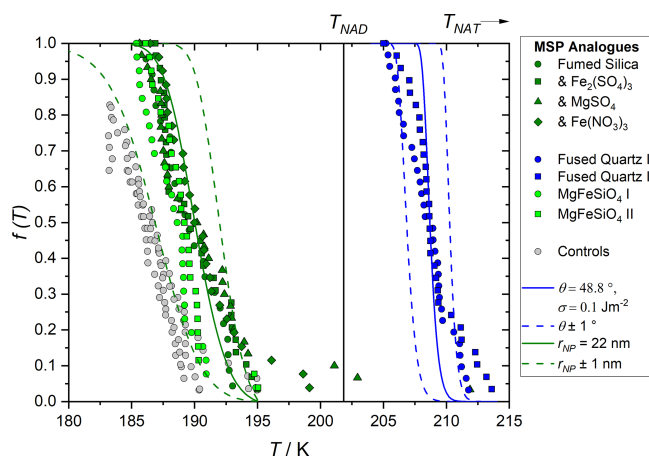 T_NAD T_NAT
1.0
0.9
0.8
0.7
0.6
0.5
0.4
0.3
0.2
0.1
0.0
f (T)
180 185 190 195 200 205 210 215
T / K
MSP Analogues
Fumed Silica
& Fe₂(SO₄)₃
& MgSO₄
& Fe(NO₃)₃
Fused Quartz I
Fused Quartz I
MgFeSiO₄ I
MgFeSiO₄ II
Controls
θ = 48.8 °,
σ = 0.1 Jm⁻²
θ ± 1 °
r_NP = 22 nm
r_NP ± 1 nm